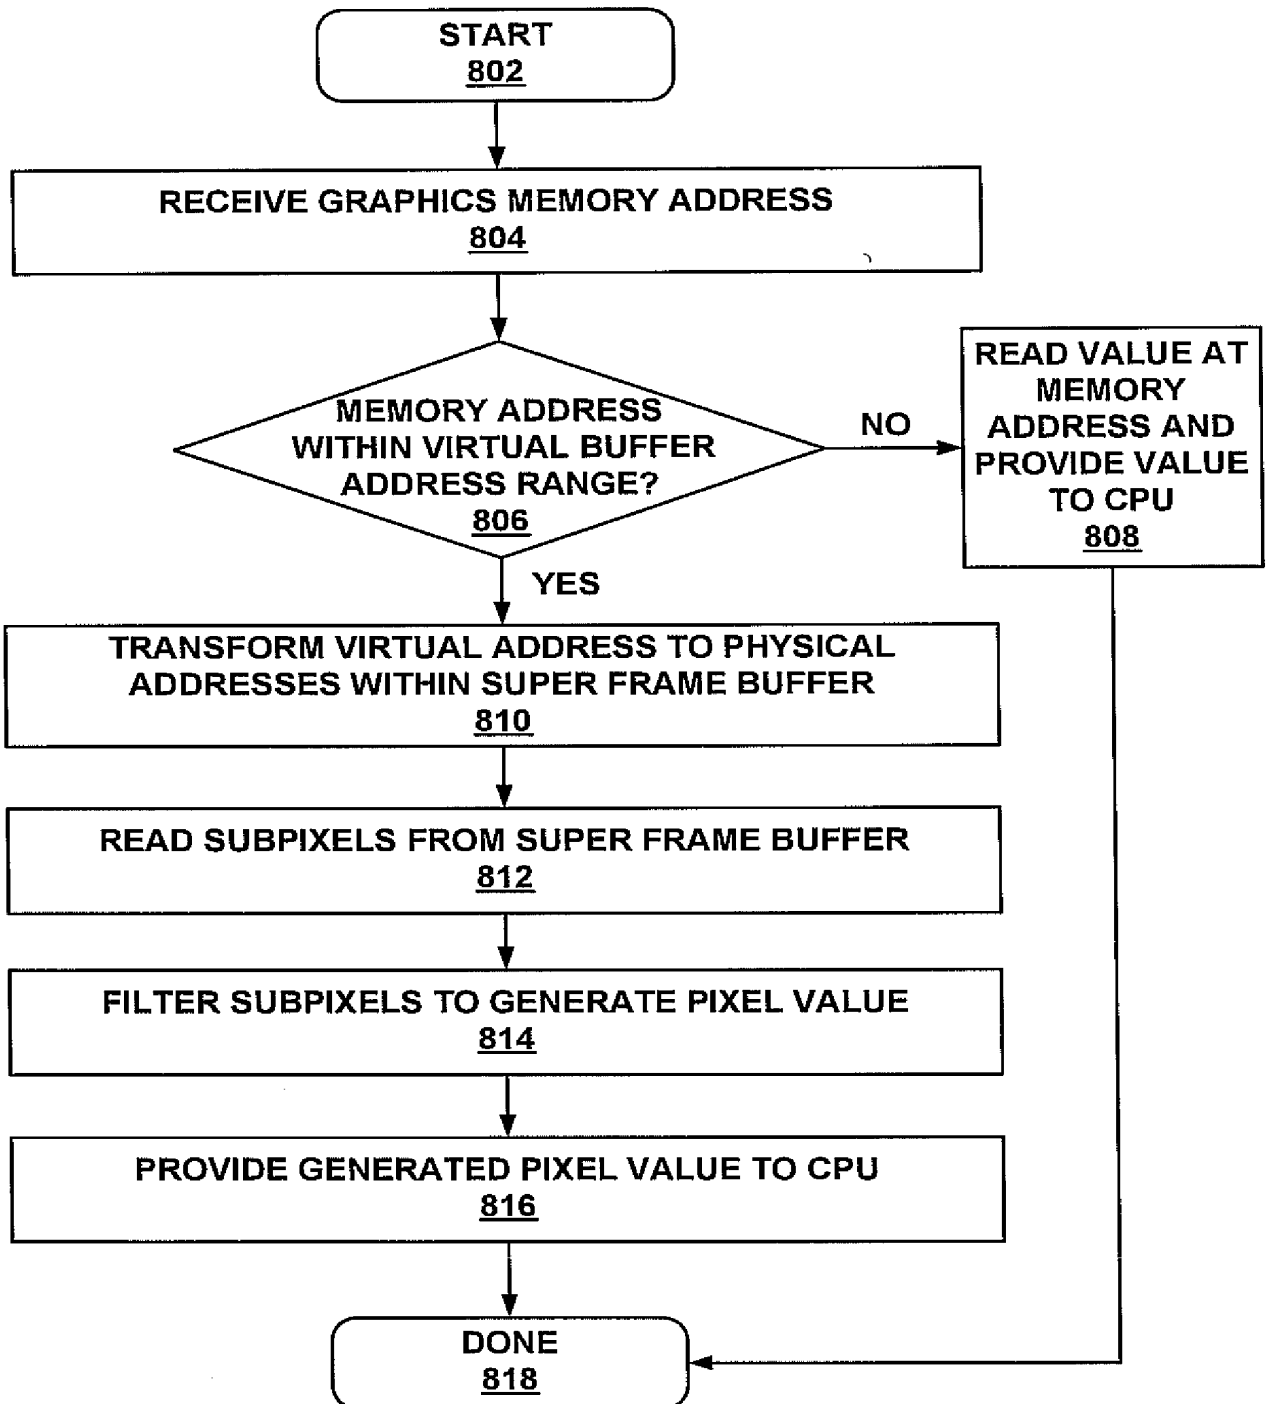 START
802
RECEIVE GRAPHICS MEMORY ADDRESS
804
MEMORY ADDRESS
WITHIN VIRTUAL BUFFER
ADDRESS RANGE?
806
NO
READ VALUE AT
MEMORY
ADDRESS AND
PROVIDE VALUE
TO CPU
808
YES
TRANSFORM VIRTUAL ADDRESS TO PHYSICAL
ADDRESSES WITHIN SUPER FRAME BUFFER
810
READ SUBPIXELS FROM SUPER FRAME BUFFER
812
FILTER SUBPIXELS TO GENERATE PIXEL VALUE
814
PROVIDE GENERATED PIXEL VALUE TO CPU
816
DONE
818